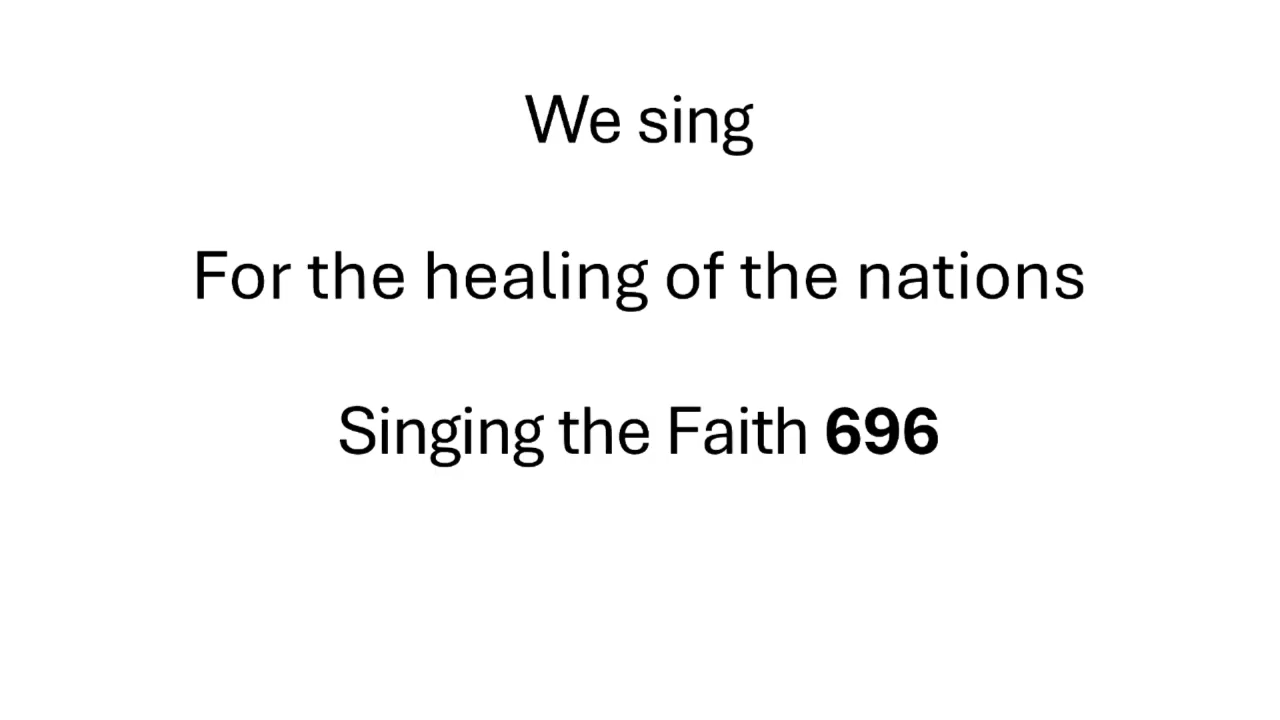 We sing
For the healing of the nations
Singing the Faith 696